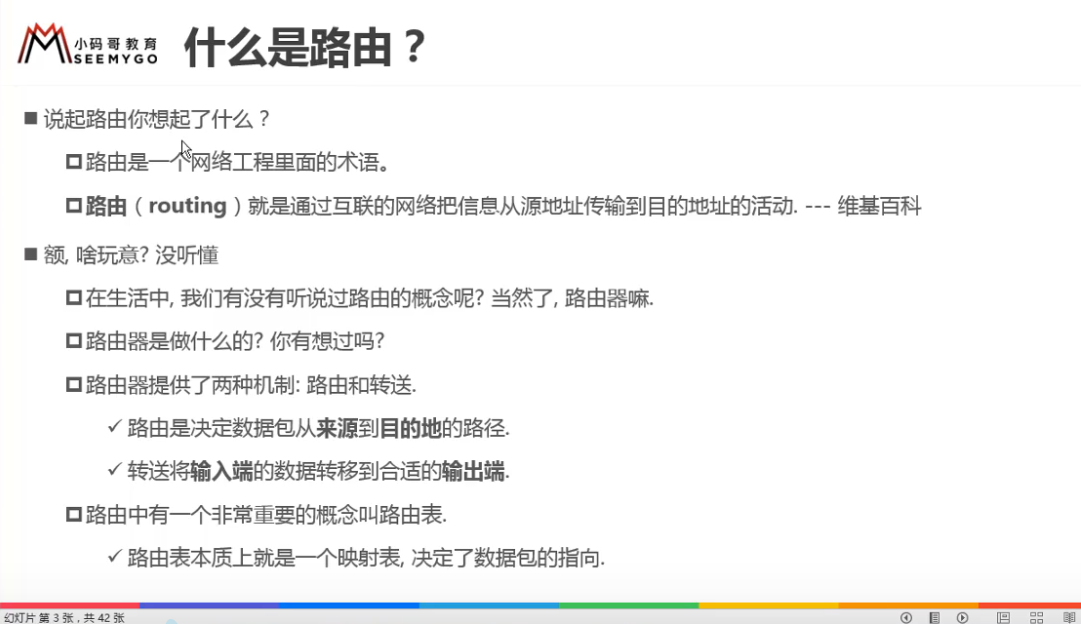 小码哥教育
SEEMYGO
什么是路由？
说起路由你想起了什么？
路由是一个网络工程里面的术语。
路由（routing）就是通过互联的网络把信息从源地址传输到目的地址的活动. --- 维基百科
额, 啥玩意? 没听懂
在生活中, 我们有没有听说过路由的概念呢? 当然了, 路由器嘛.
路由器是做什么的? 你有想过吗?
路由器提供了两种机制: 路由和转送.
路由是决定数据包从来源到目的地的路径.
转送将输入端的数据转移到合适的输出端.
路由中有一个非常重要的概念叫路由表.
路由表本质上就是一个映射表, 决定了数据包的指向.
幻灯片 第 3 张，共 42 张